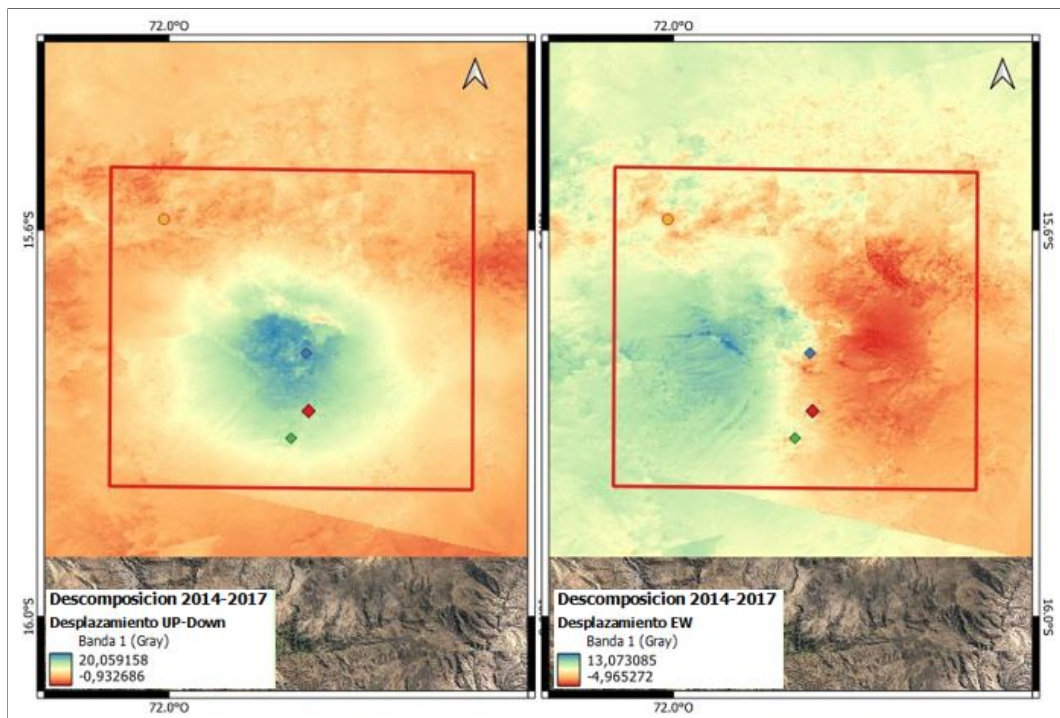 72.0°O
72.0°O
15.6°S
15.6°S
16.0°S
16.0°S
Descomposicion 2014-2017
Desplazamiento UP-Down
Banda 1 (Gray)
20,059158
-0,932686
Descomposicion 2014-2017
Desplazamiento EW
Banda 1 (Gray)
13,073085
-4,965272
72.0°O
72.0°O